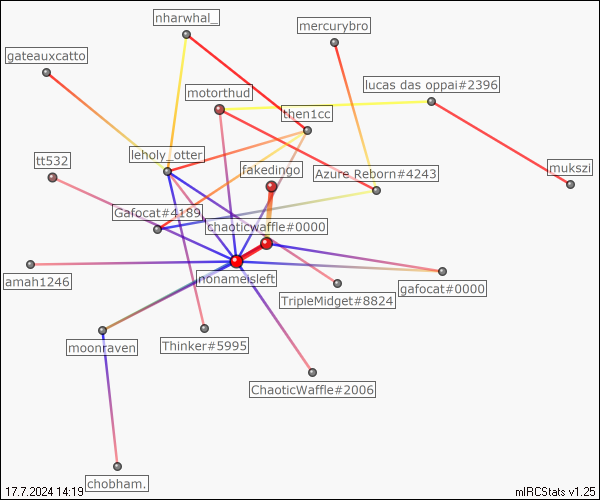 nharwhal_
mercurybro
gateauxcatto
lucas das oppai#2396
motorthud
then1cc
leholy_otter
tt532
fakedingo
Azure Reborn#4243
mukszi
Gafocat#4189
chaoticwaffle#0000
amah1246
nonameisleft
gafocat#0000
TripleMidget#8824
moonraven
Thinker#5995
ChaoticWaffle#2006
chobham.
17.7.2024 14:19
mIRCStats v1.25